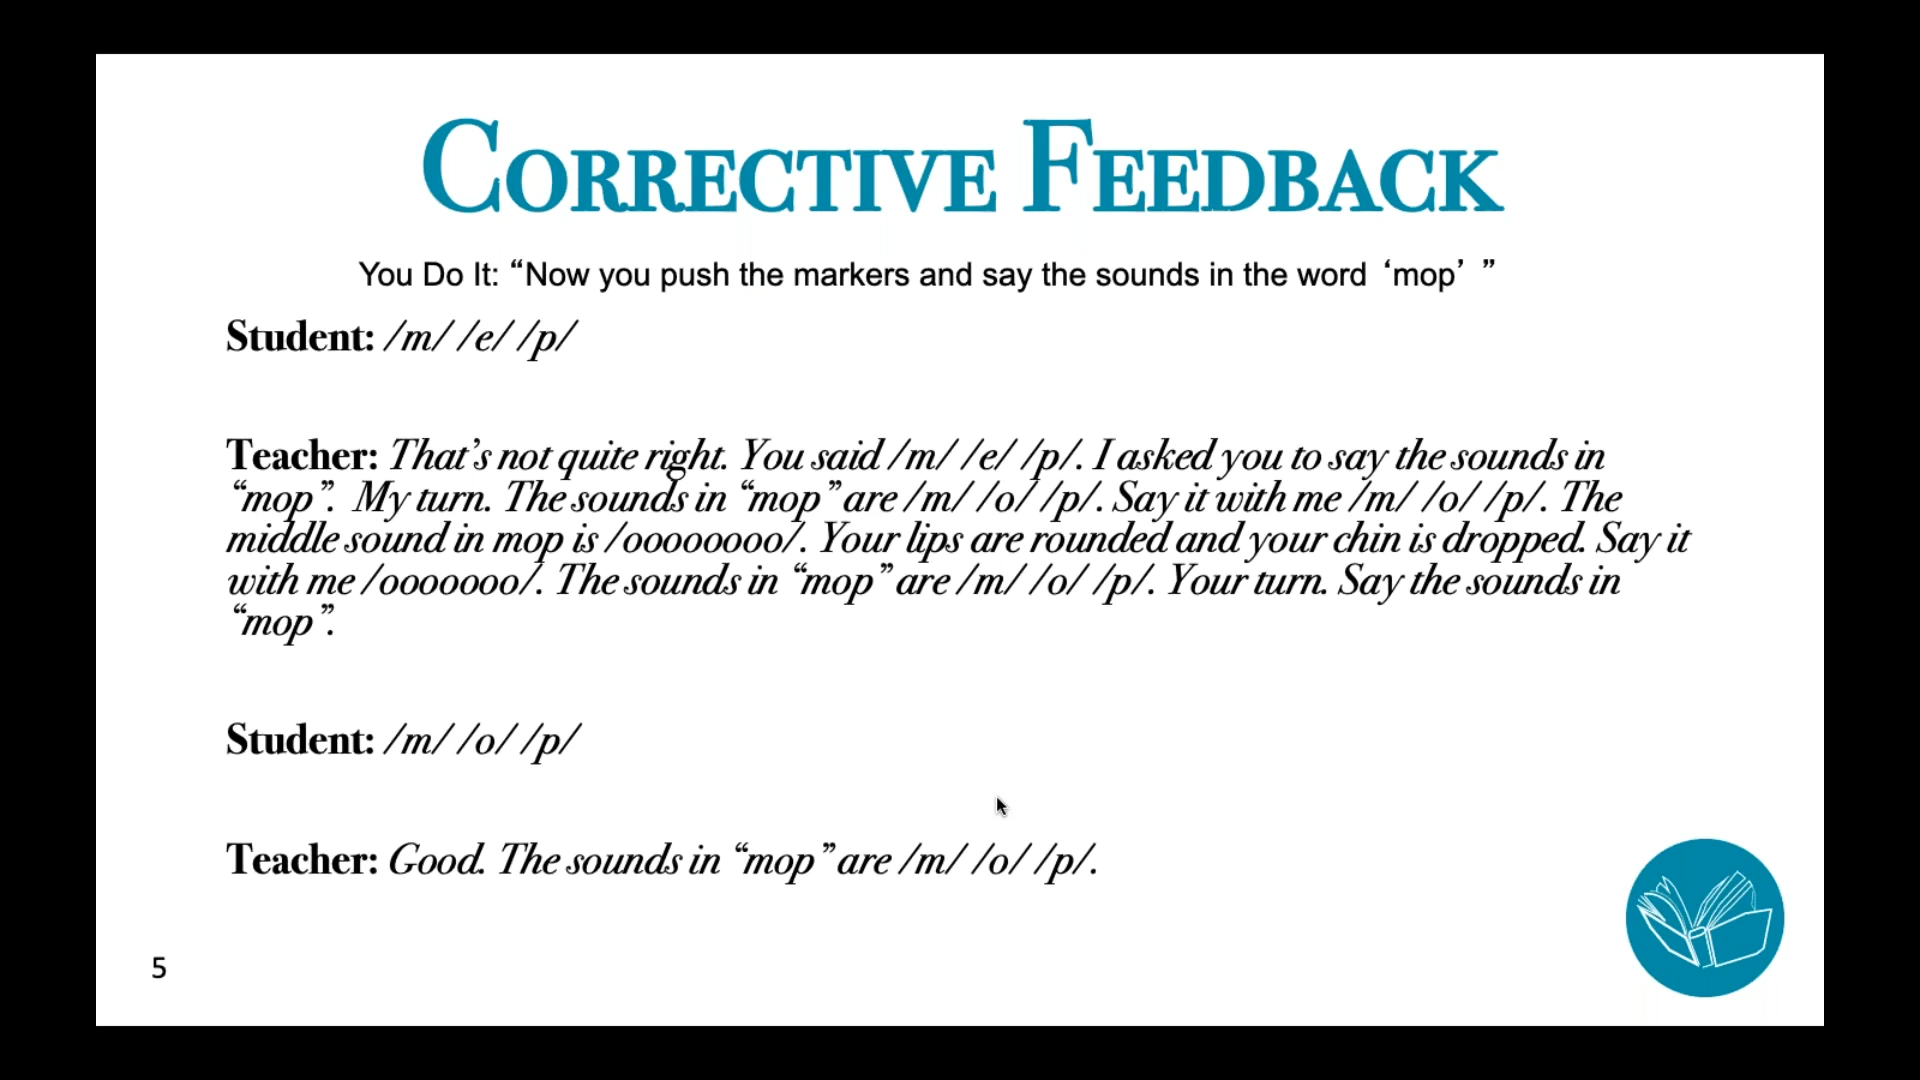 CORRECTIVE FEEDBACK
You Do It: “Now you push the markers and say the sounds in the word ‘mop’ ”
Student: /m/ /e/ /p/
Teacher: That’s not quite right. You said /m/ /e/ /p/. I asked you to say the sounds in
“mop”. My turn. The sounds in “mop” are /m/ /o/ /p/. Say it with me /m/ /o/ /p/. The
middle sound in mop is /oooooooo/. Your lips are rounded and your chin is dropped. Say it
with me /ooooooo/. The sounds in “mop” are /m/ /o/ /p/. Your turn. Say the sounds in
“mop”.
Student: /m/ /o/ /p/
Teacher: Good. The sounds in “mop” are /m/ /o/ /p/.
5